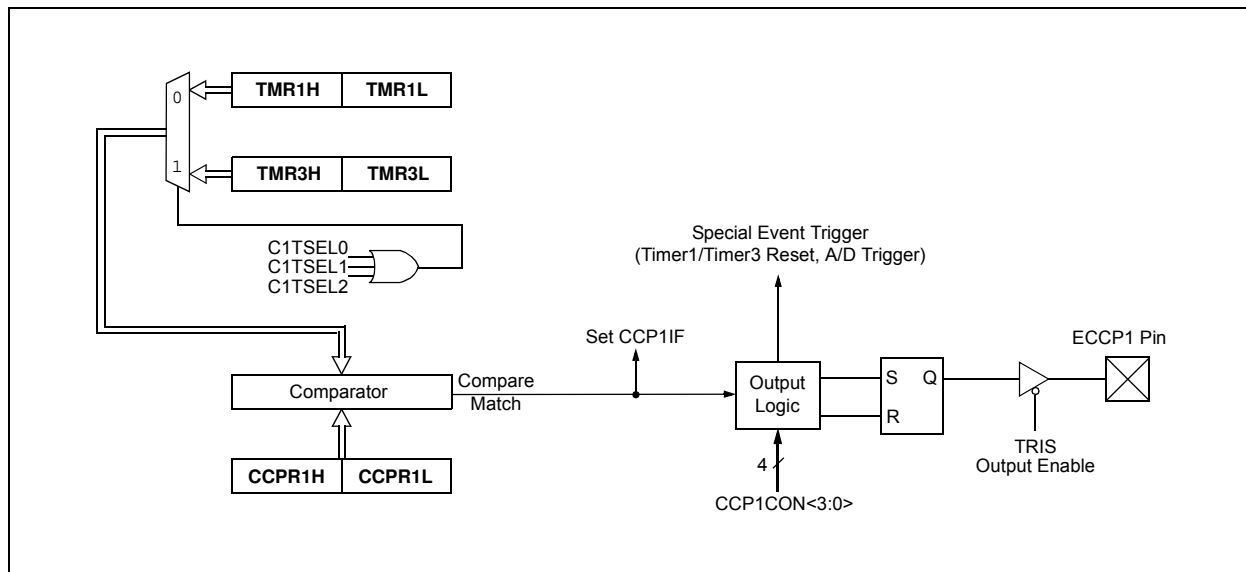 0
TMR1H TMR1L
1
TMR3H TMR3L
C1TSEL0
C1TSEL1
C1TSEL2
Special Event Trigger
(Timer1/Timer3 Reset, A/D Trigger)
Set CCP1IF
ECCP1 Pin
Comparator
Compare
Match
Output
Logic
S Q
R
TRIS
Output Enable
CCPR1H CCPR1L
4
CCP1CON<3:0>